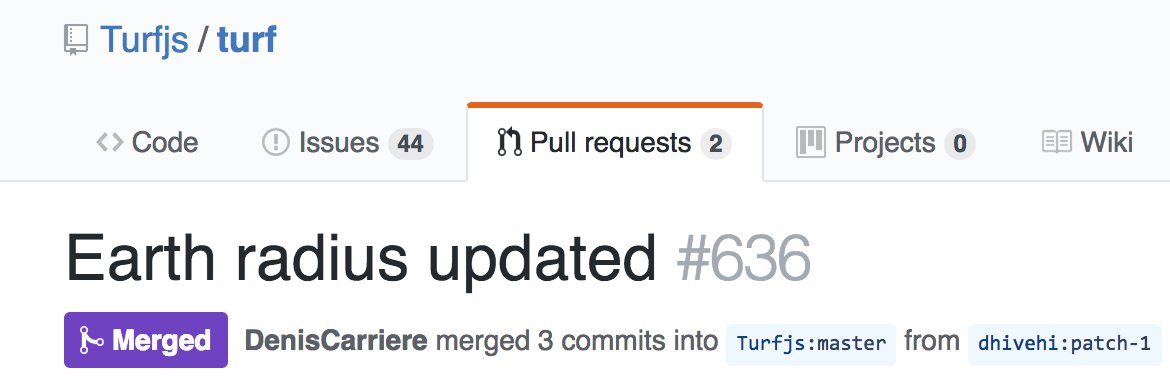 Turfjs / turf
Code Issues 44 Pull requests 2 Projects 0 Wiki
Earth radius updated #636
Merged DenisCarriere merged 3 commits into Turfjs:master from dhivehi:patch-1